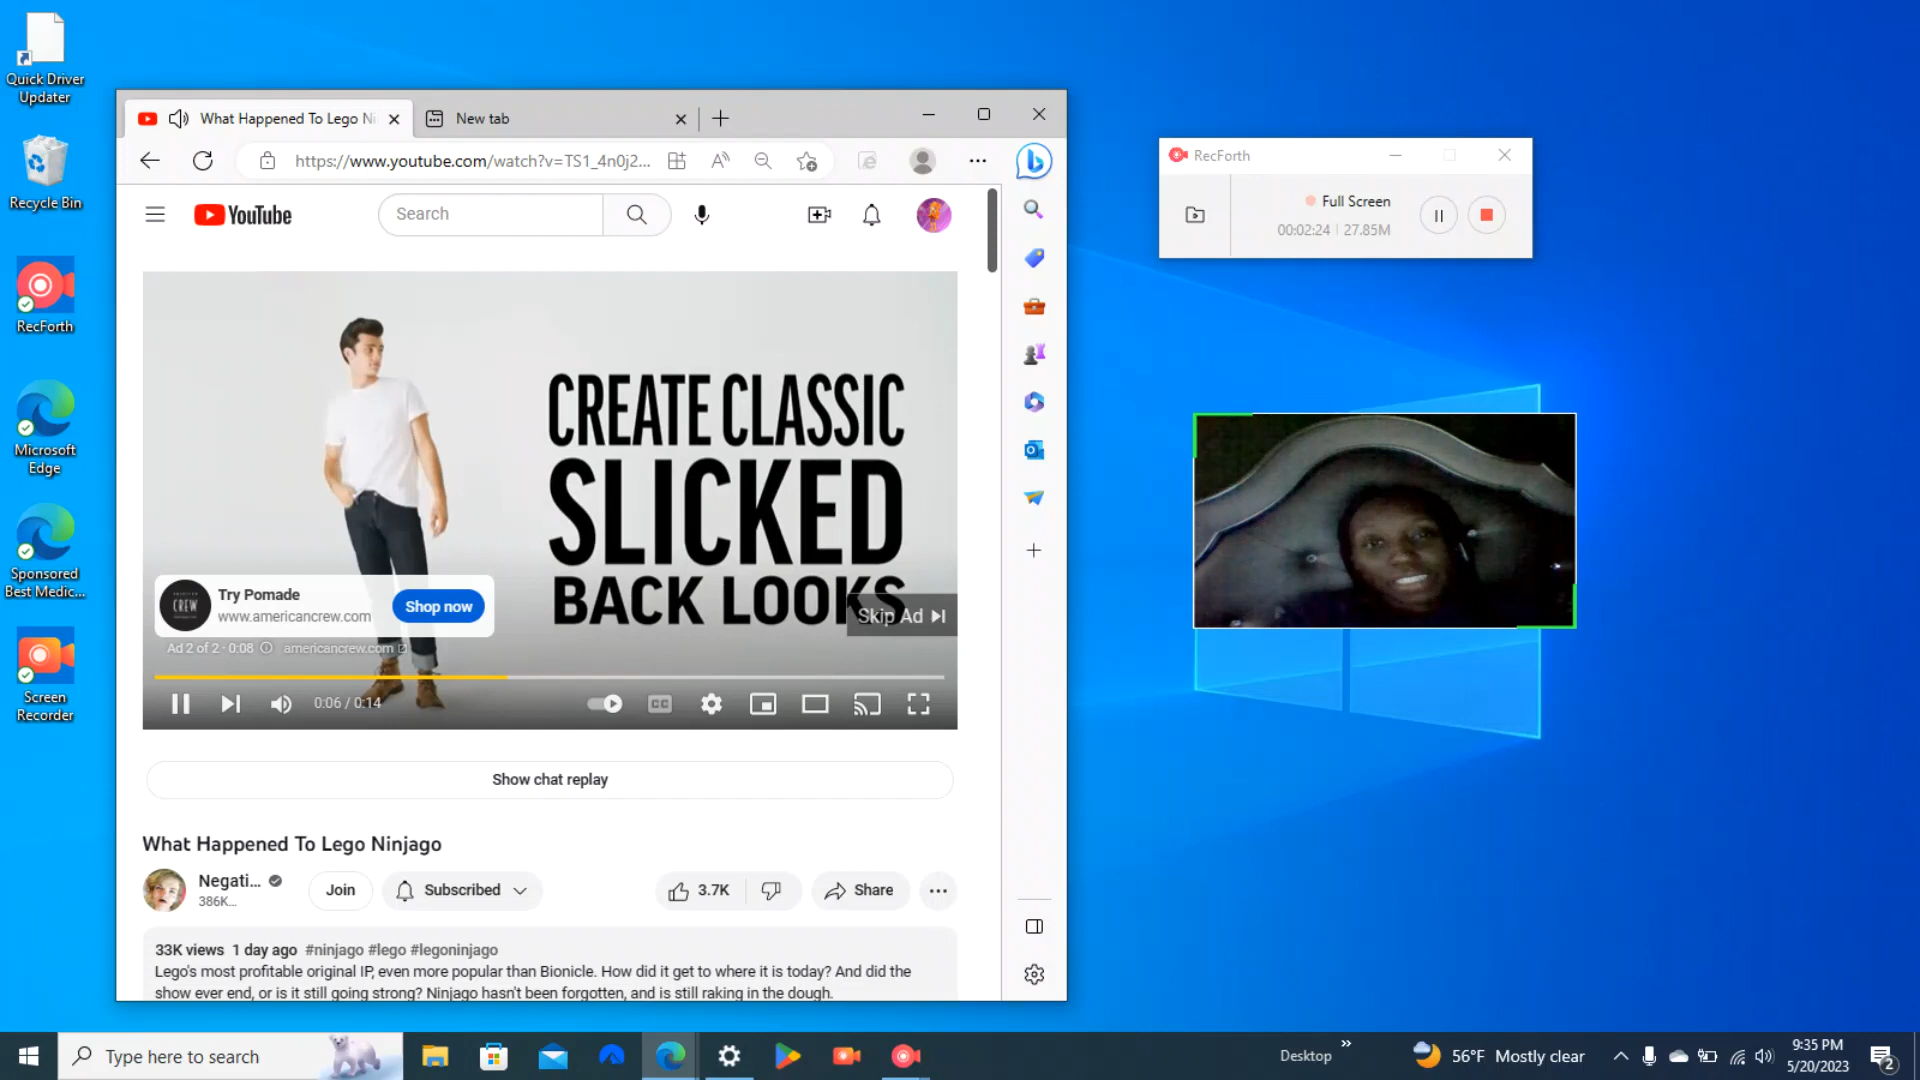 Quick Driver
Updater
Recycle Bin
RecForth
Microsoft
Edge
Sponsored
Best Medic...
Screen
Recorder
What Happened To Lego Ni
New tab
https://www.youtube.com/watch?v=TS1_4n0j2...
YouTube
Search
CREATE CLASSIC
SLICKED
BACK LOOKS
CREW
Try Pomade
www.americancrew.com
Shop now
Skip Ad
Ad 2 of 2 · 0:08
americancrew.com
0:06 / 0:14
CC
Show chat replay
What Happened To Lego Ninjago
Negati...
386K...
Join
Subscribed
3.7K
Share
33K views 1 day ago #ninjago #lego #legoninjago
Lego's most profitable original IP, even more popular than Bionicle. How did it get to where it is today? And did the
show ever end, or is it still going strong? Ninjago hasn't been forgotten, and is still raking in the dough.
RecForth
Full Screen
00:02:24 | 27.85M
Type here to search
Desktop
56°F Mostly clear
9:35 PM
5/20/2023
2